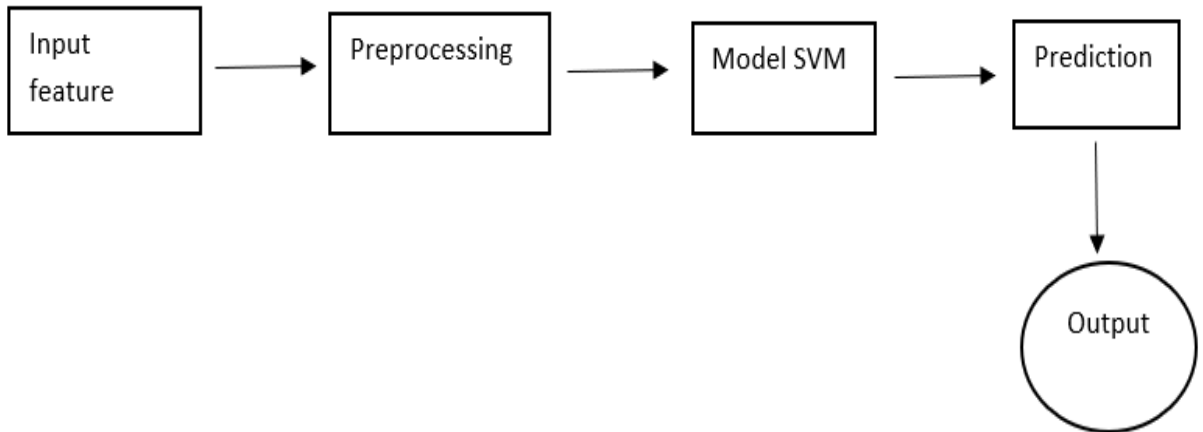 Input
feature
Preprocessing
Model SVM
Prediction
Output